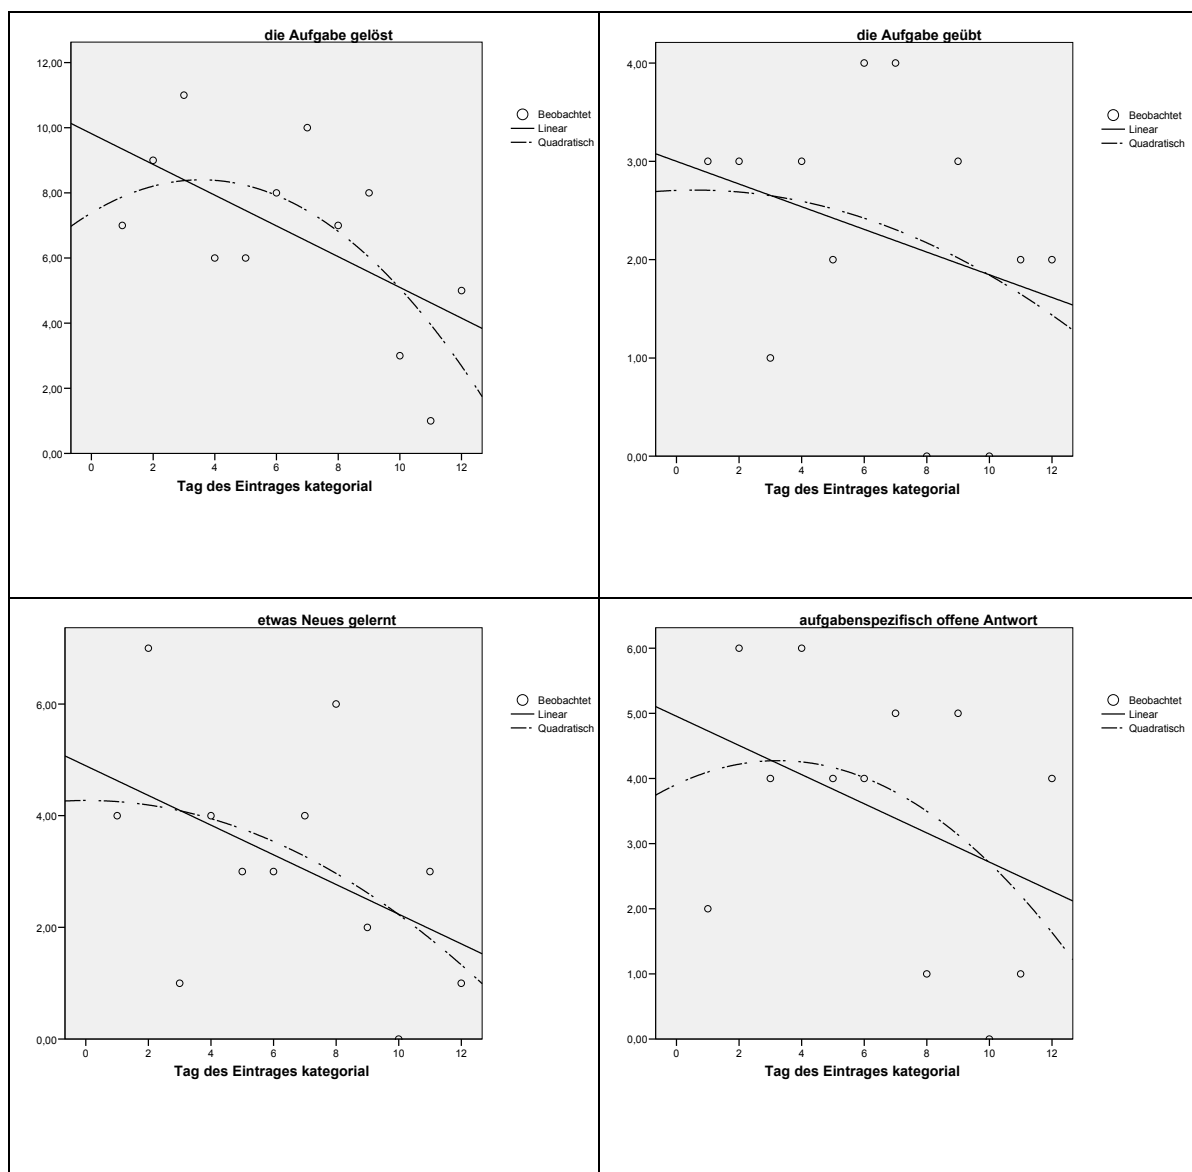 die Aufgabe gelöst
12,00
10,00
8,00
6,00
4,00
2,00
0,00
0 2 4 6 8 10 12
Tag des Eintrages kategorial
Beobachtet
Linear
Quadratisch
die Aufgabe geübt
4,00
3,00
2,00
1,00
0,00
0 2 4 6 8 10 12
Tag des Eintrages kategorial
Beobachtet
Linear
Quadratisch
etwas Neues gelernt
6,00
4,00
2,00
0,00
0 2 4 6 8 10 12
Tag des Eintrages kategorial
Beobachtet
Linear
Quadratisch
aufgabenspezifisch offene Antwort
6,00
5,00
4,00
3,00
2,00
1,00
0,00
0 2 4 6 8 10 12
Tag des Eintrages kategorial
Beobachtet
Linear
Quadratisch